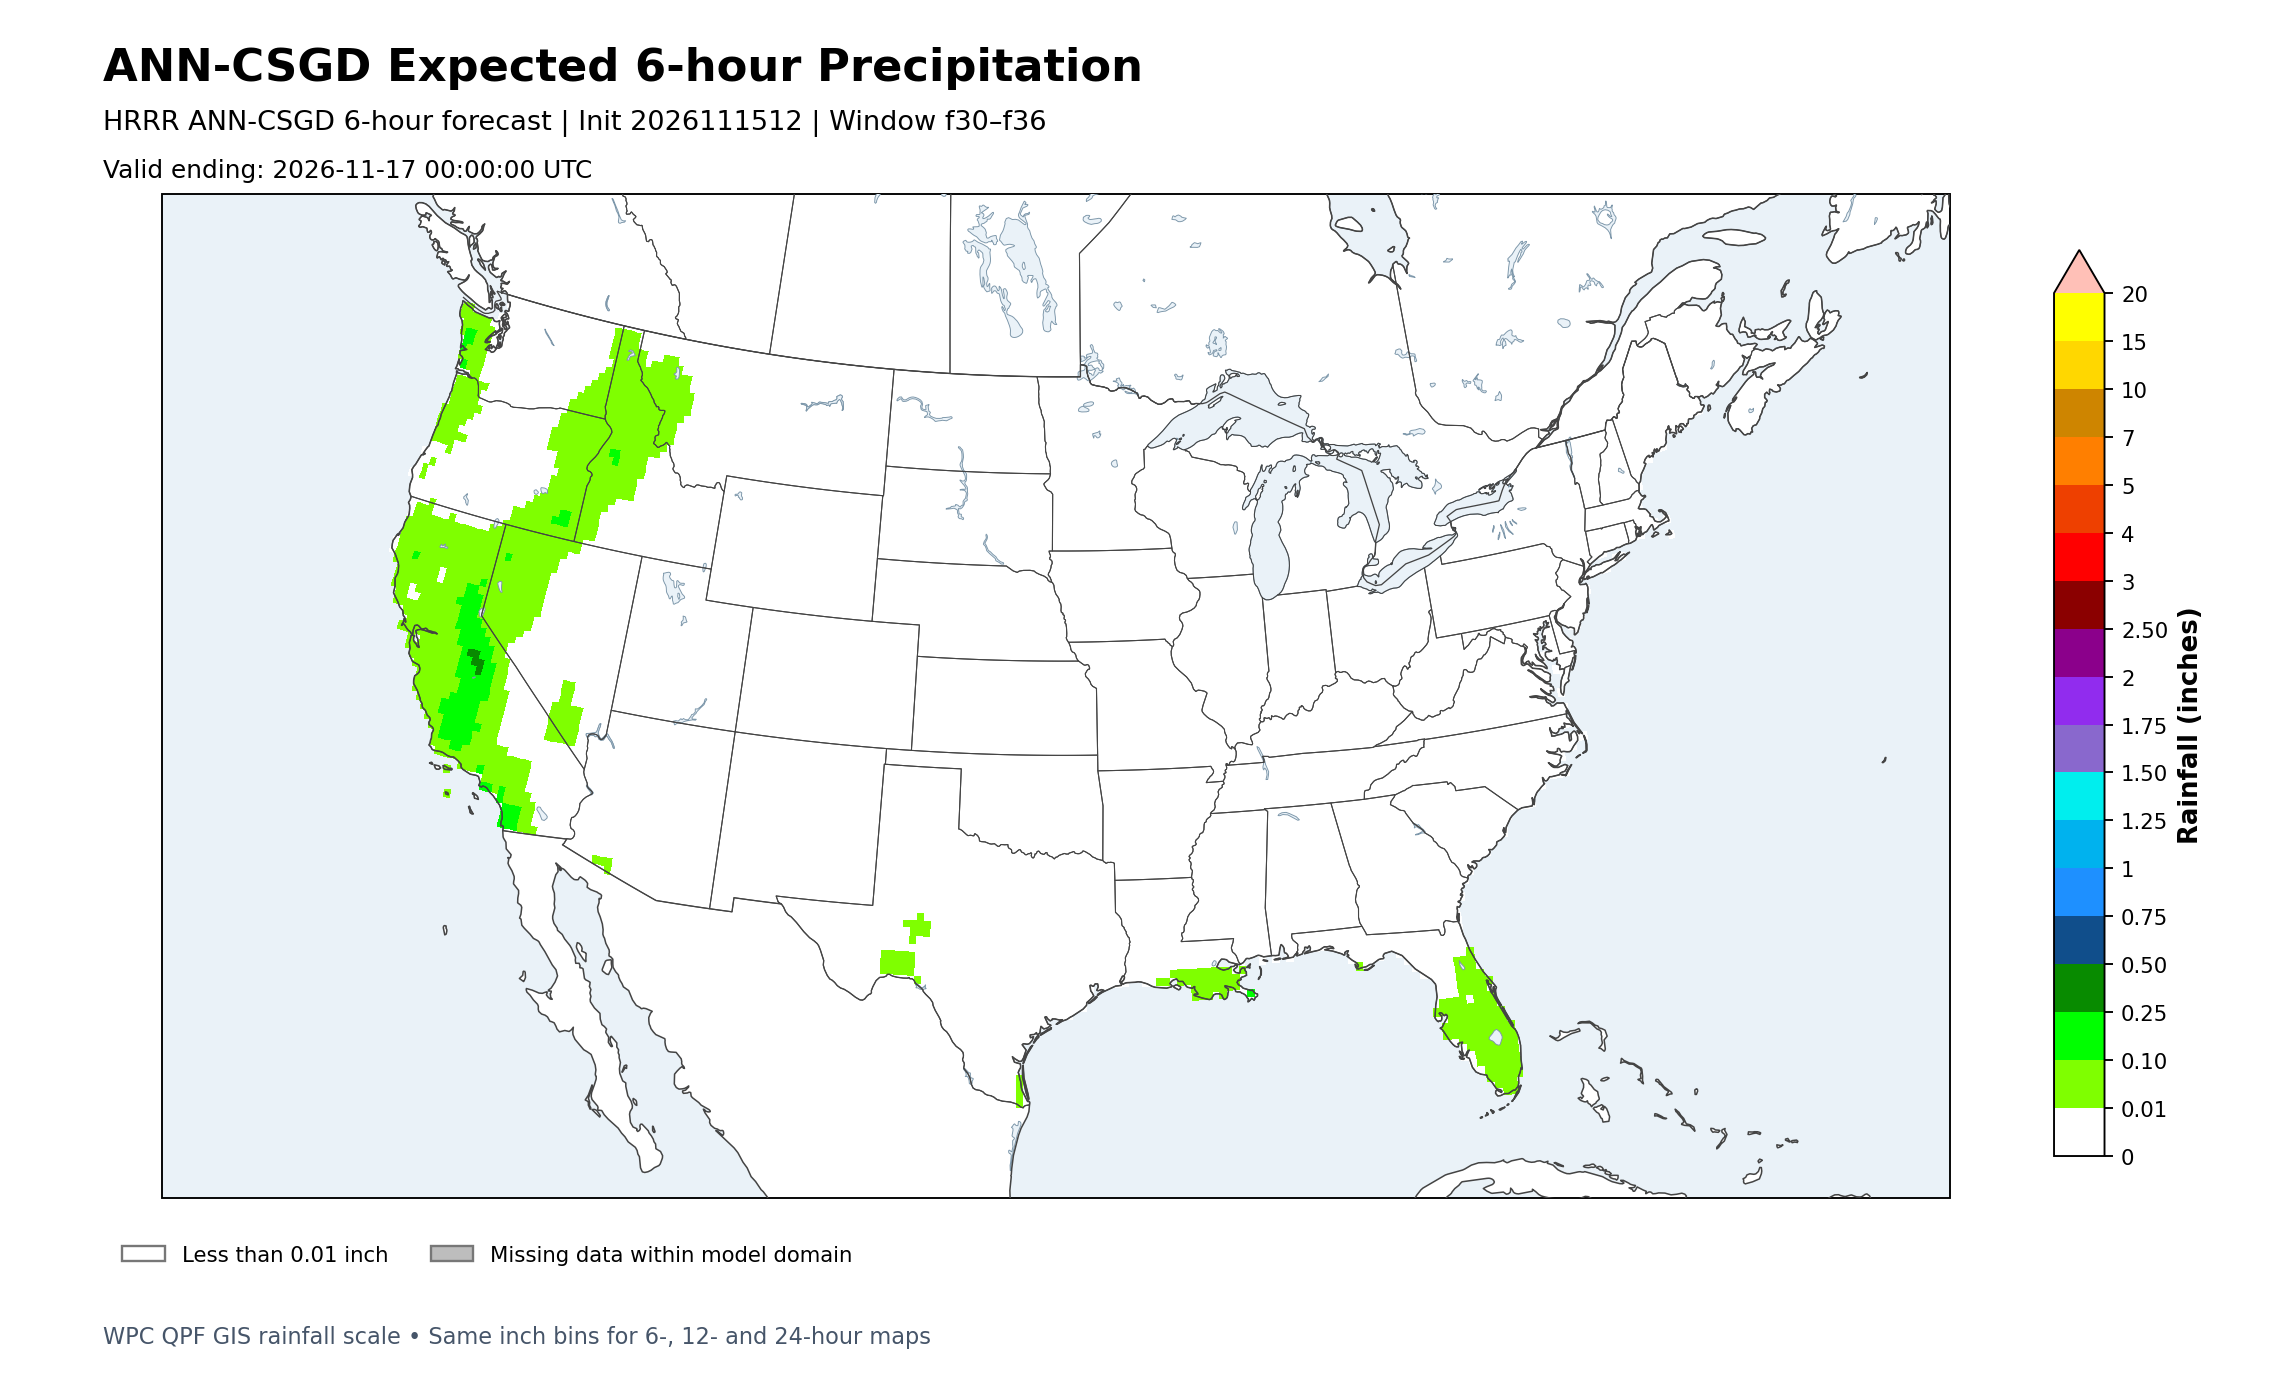 ANN-CSGD Expected 6-hour Precipitation
HRRR ANN-CSGD 6-hour forecast | Init 2026111512 | Window f30–f36
Valid ending: 2026-11-17 00:00:00 UTC
20
15
10
7
5
4
3
2.50
2
1.75
1.50
1.25
1
0.75
0.50
0.25
0.10
0.01
0
Rainfall (inches)
Less than 0.01 inch
Missing data within model domain
WPC QPF GIS rainfall scale • Same inch bins for 6-, 12- and 24-hour maps